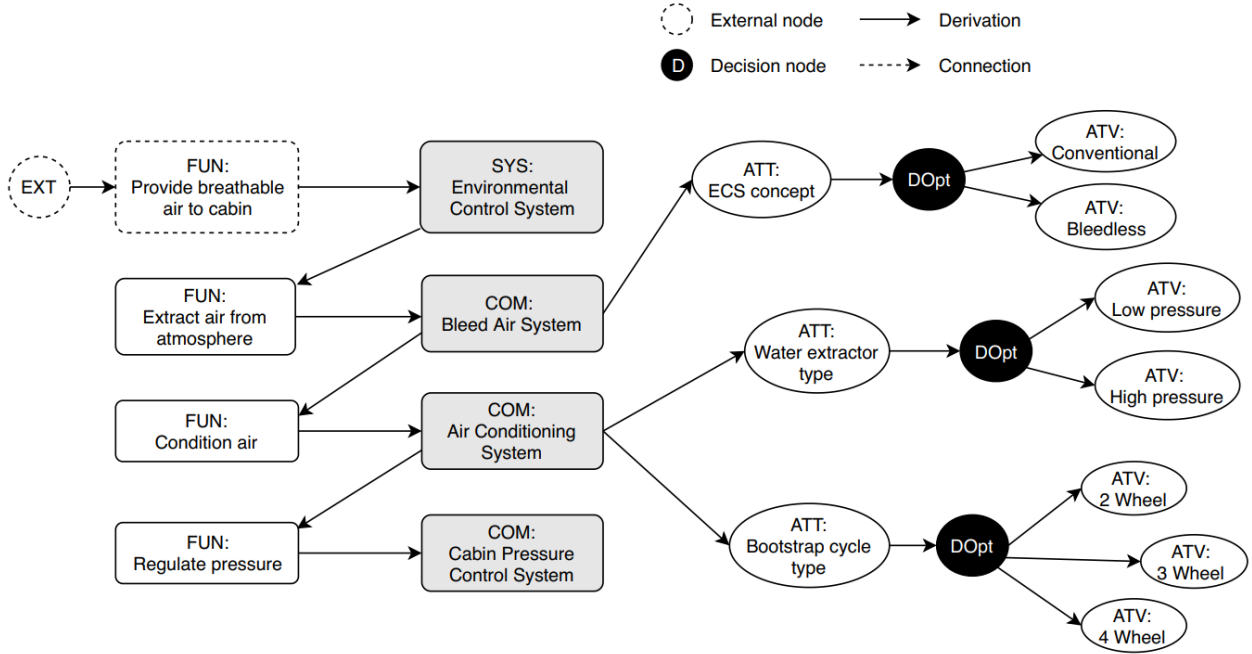 External node
Derivation
D
Decision node
Connection
EXT
FUN:
Provide breathable
air to cabin
SYS:
Environmental
Control System
ATT:
ECS concept
DOpt
ATV:
Conventional
ATV:
Bleedless
FUN:
Extract air from
atmosphere
COM:
Bleed Air System
ATT:
Water extractor
type
DOpt
ATV:
Low pressure
ATV:
High pressure
FUN:
Condition air
COM:
Air Conditioning
System
ATT:
Bootstrap cycle
type
DOpt
ATV:
2 Wheel
ATV:
3 Wheel
ATV:
4 Wheel
FUN:
Regulate pressure
COM:
Cabin Pressure
Control System